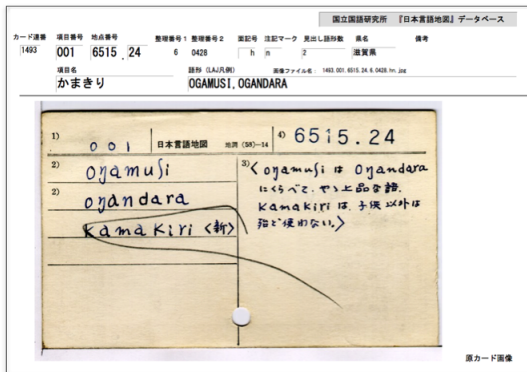 国立国語研究所 『日本言語地図』データベース
カード連番 項目番号 地点番号 整理番号1 整理番号2 面記号 注記マーク 見出し語形数 県名 備考
1493 001 6515 . 24 6 0428 h n 2 滋賀県
項目名 語形（LAJ凡例） 画像ファイル名： 1493.001.6515.24.6.0428.hn.jpg
かまきり OGAMUSI, OGANDARA
1) 001 日本言語地図 地図 (58)-14 4) 6515.24
2) oŋamuSi
2) oŋandara
kamakiri <新>
3) <oŋamuSi は oŋandara
にくらべて、やゝ上品な語.
kamakiri は、子供以外は
殆ど使わない.>
原カード画像